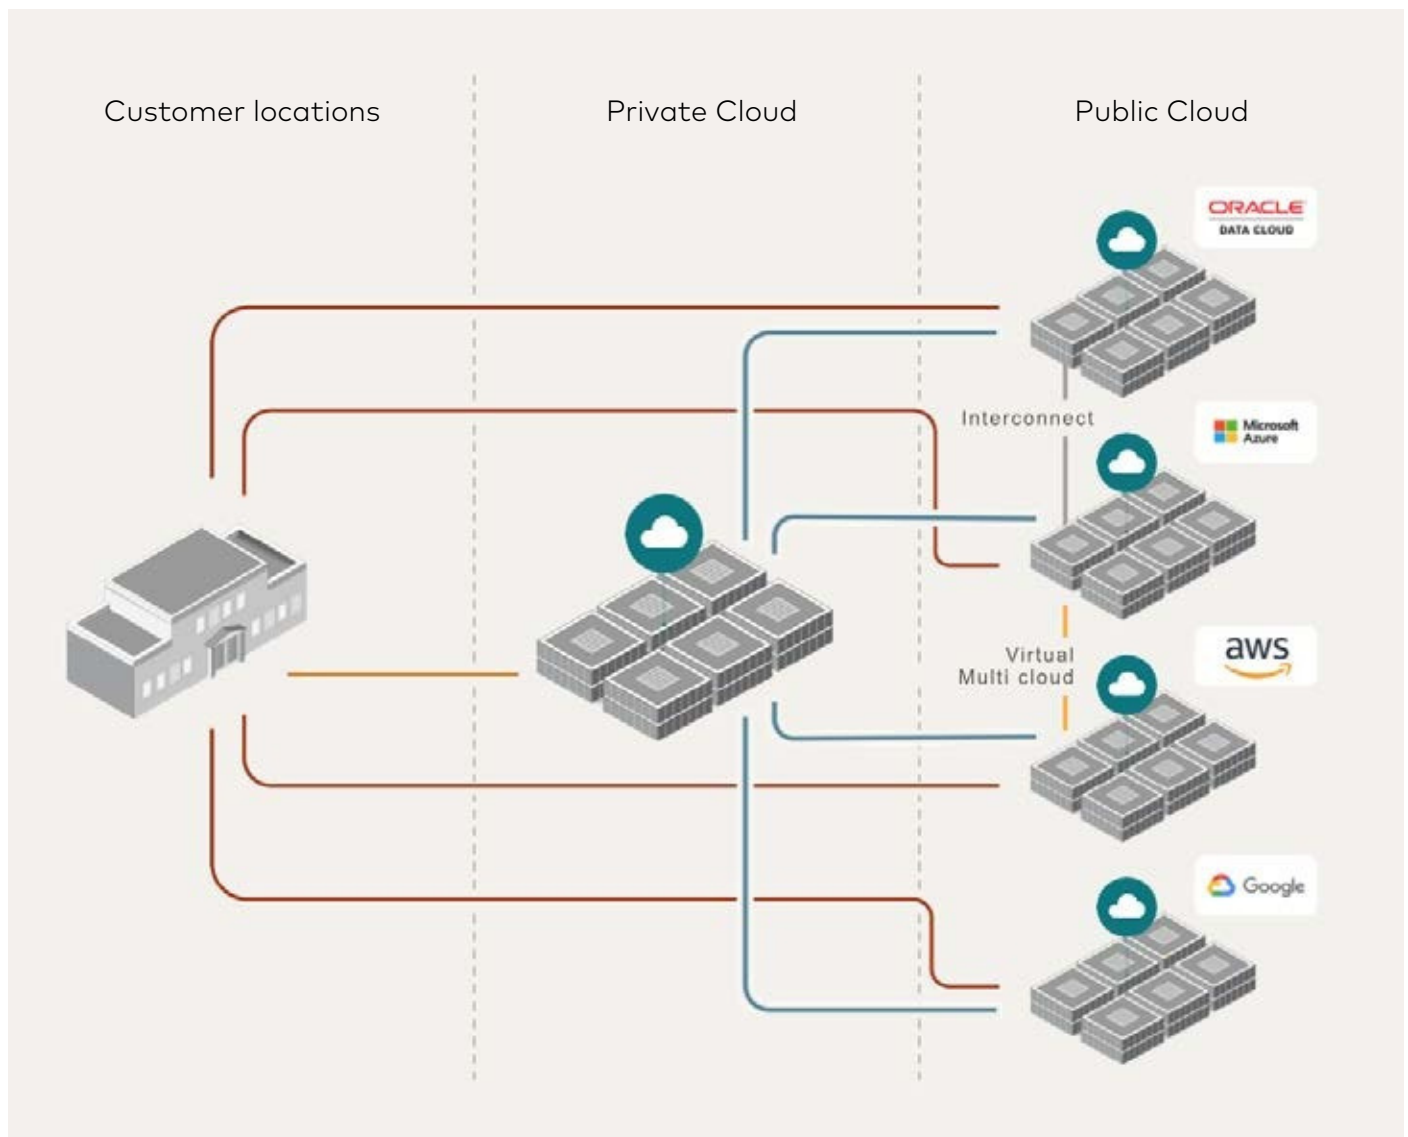 Customer locations
Private Cloud
Public Cloud
ORACLE
DATA CLOUD
Interconnect
Microsoft
Azure
Virtual
Multi cloud
aws
Google